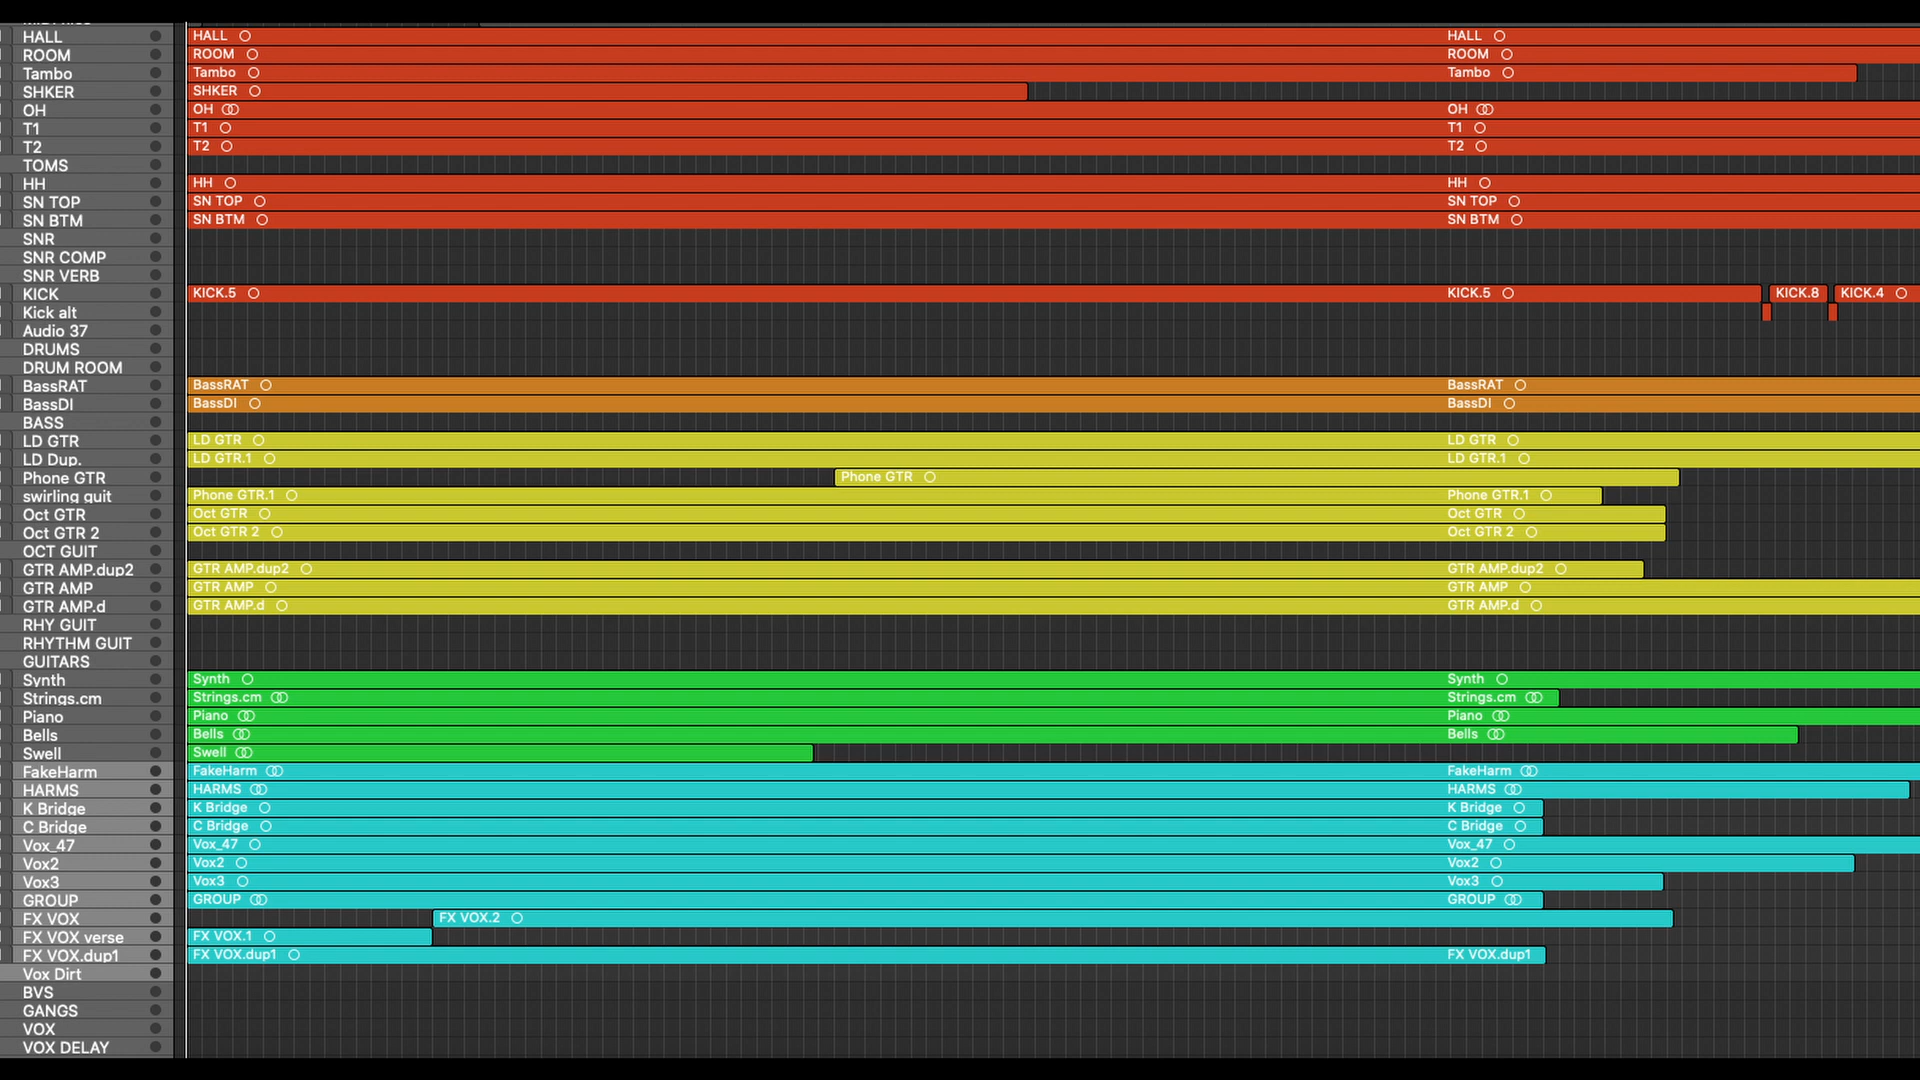 HALL HALL HALL
ROOM ROOM ROOM
Tambo Tambo Tambo
SHKER SHKER
OH OH OH
T1 T1 T1
T2 T2 T2
TOMS
HH HH HH
SN TOP SN TOP SN TOP
SN BTM SN BTM SN BTM
SNR
SNR COMP
SNR VERB
KICK KICK.5 KICK.5 KICK.8 KICK.4
Kick alt
Audio 37
DRUMS
DRUM ROOM
BassRAT BassRAT BassRAT
BassDI BassDI BassDI
BASS
LD GTR LD GTR LD GTR
LD Dup. LD GTR.1 LD GTR.1
Phone GTR Phone GTR
swirling guit Phone GTR.1 Phone GTR.1
Oct GTR Oct GTR Oct GTR
Oct GTR 2 Oct GTR 2 Oct GTR 2
OCT GUIT
GTR AMP.dup2 GTR AMP.dup2 GTR AMP.dup2
GTR AMP GTR AMP GTR AMP
GTR AMP.d GTR AMP.d GTR AMP.d
RHY GUIT
RHYTHM GUIT
GUITARS
Synth Synth Synth
Strings.cm Strings.cm Strings.cm
Piano Piano Piano
Bells Bells Bells
Swell Swell
FakeHarm FakeHarm FakeHarm
HARMS HARMS HARMS
K Bridge K Bridge K Bridge
C Bridge C Bridge C Bridge
Vox_47 Vox_47 Vox_47
Vox2 Vox2 Vox2
Vox3 Vox3 Vox3
GROUP GROUP GROUP
FX VOX FX VOX.2
FX VOX verse FX VOX.1
FX VOX.dup1 FX VOX.dup1 FX VOX.dup1
Vox Dirt
BVS
GANGS
VOX
VOX DELAY